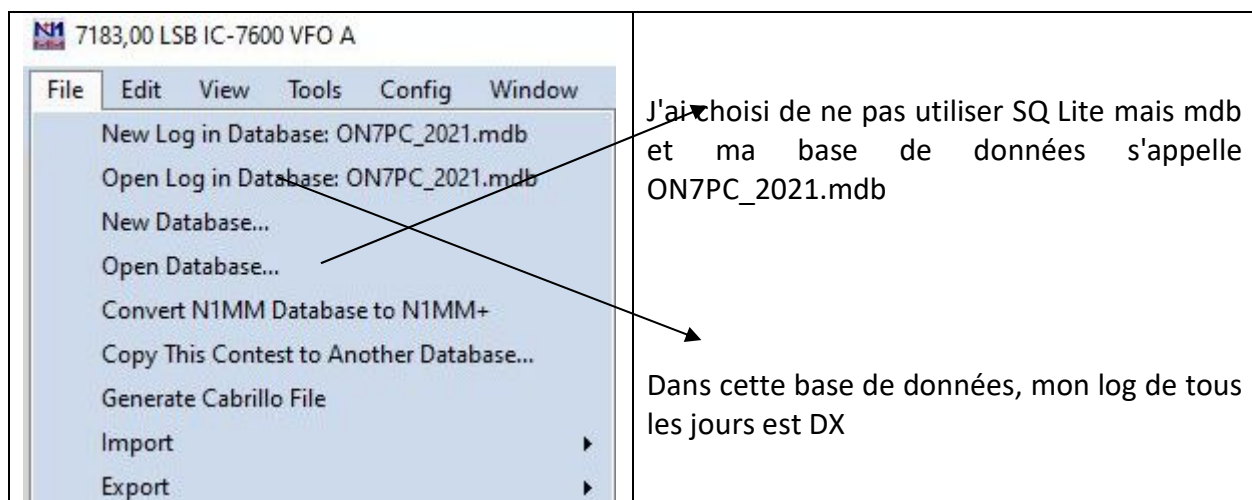 N1MM
7183,00 LSB IC-7600 VFO A
File Edit View Tools Config Window
New Log in Database: ON7PC_2021.mdb
Open Log in Database: ON7PC_2021.mdb
New Database...
Open Database...
Convert N1MM Database to N1MM+
Copy This Contest to Another Database...
Generate Cabrillo File
Import
Export
J'ai choisi de ne pas utiliser SQ Lite mais mdb
et ma base de données s'appelle
ON7PC_2021.mdb
Dans cette base de données, mon log de tous
les jours est DX